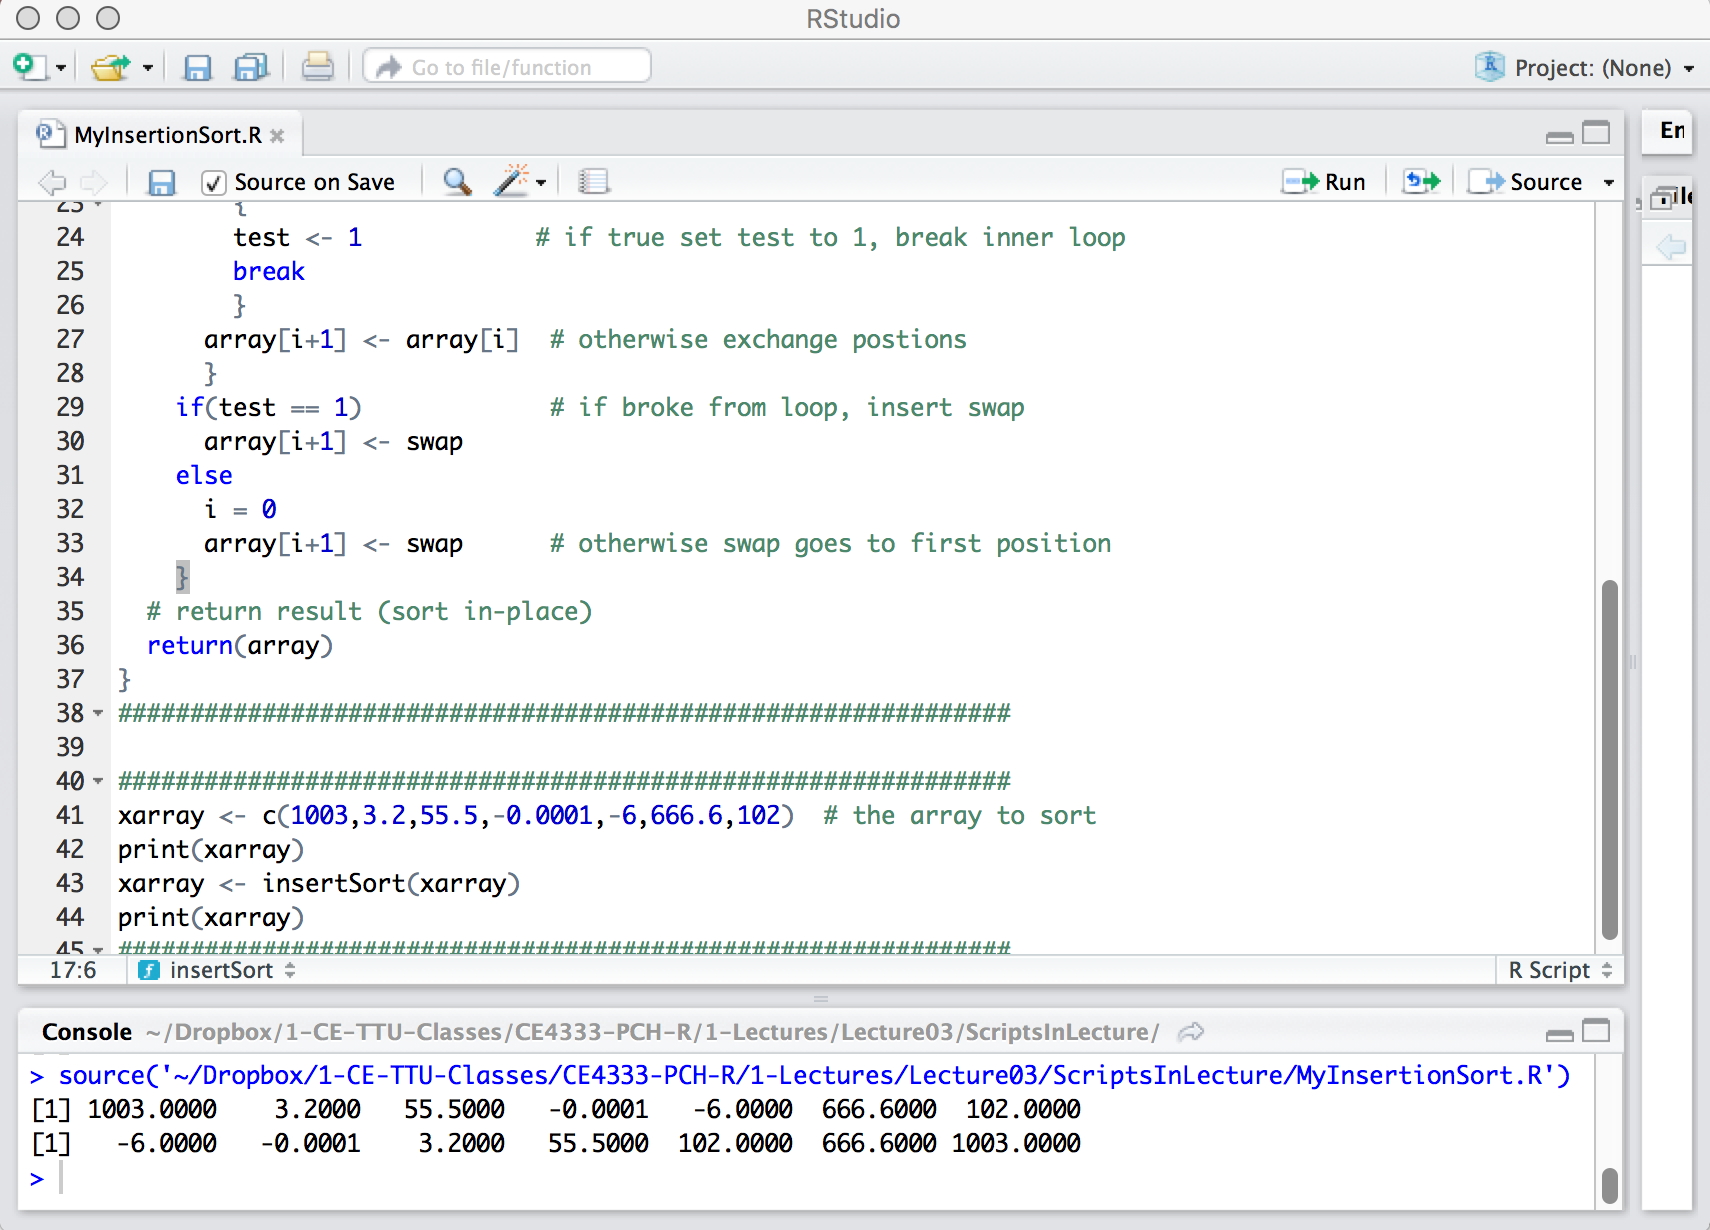 RStudio
Go to file/function
Project: (None)
MyInsertionSort.R
En
Source on Save
Run
Source
23 {
24 test <- 1 # if true set test to 1, break inner loop
25 break
26 }
27 array[i+1] <- array[i] # otherwise exchange postions
28 }
29 if(test == 1) # if broke from loop, insert swap
30 array[i+1] <- swap
31 else
32 i = 0
33 array[i+1] <- swap # otherwise swap goes to first position
34 }
35 # return result (sort in-place)
36 return(array)
37 }
38 ##############################################################
39
40 ##############################################################
41 xarray <- c(1003,3.2,55.5,-0.0001,-6,666.6,102) # the array to sort
42 print(xarray)
43 xarray <- insertSort(xarray)
44 print(xarray)
45 ##############################################################
17:6 insertSort R Script
Console ~/Dropbox/1-CE-TTU-Classes/CE4333-PCH-R/1-Lectures/Lecture03/ScriptsInLecture/
> source('~/Dropbox/1-CE-TTU-Classes/CE4333-PCH-R/1-Lectures/Lecture03/ScriptsInLecture/MyInsertionSort.R')
[1] 1003.0000 3.2000 55.5000 -0.0001 -6.0000 666.6000 102.0000
[1] -6.0000 -0.0001 3.2000 55.5000 102.0000 666.6000 1003.0000
>